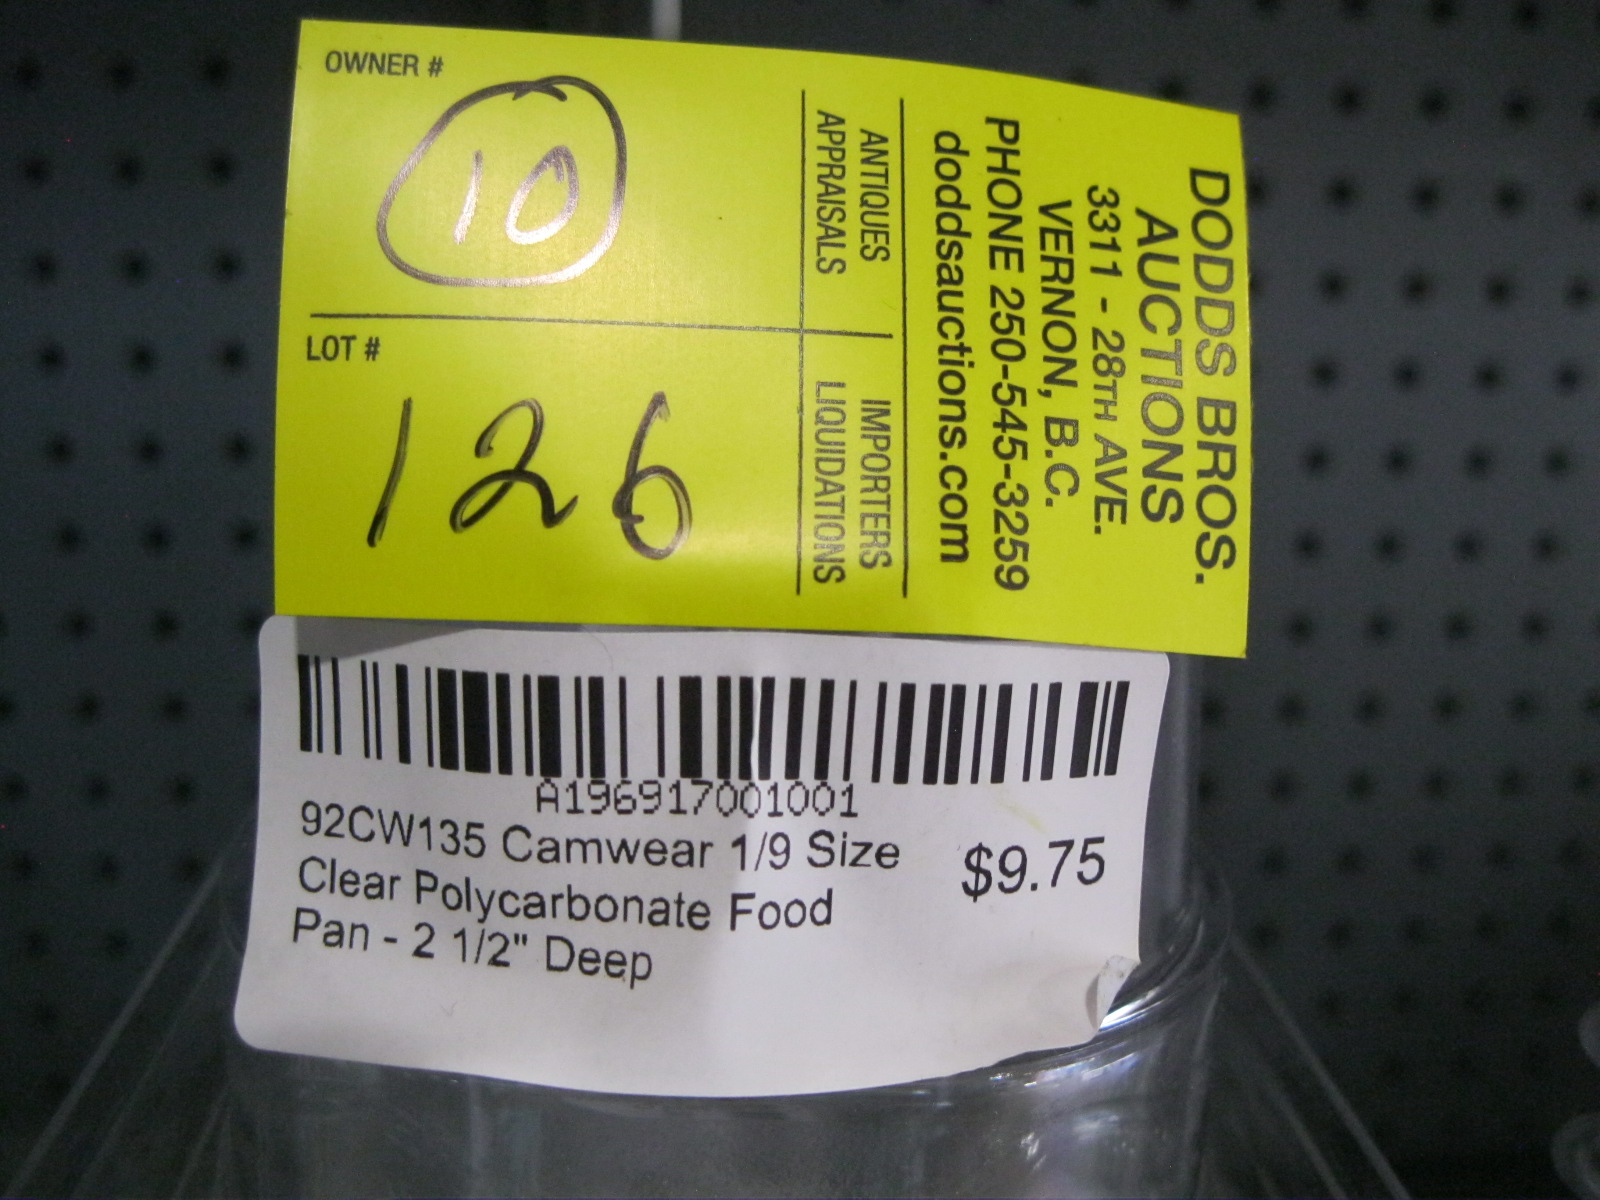 OWNER #
10
LOT #
126
DODDS BROS.
AUCTIONS
3311 - 28TH AVE.
VERNON, B.C.
PHONE 250-545-3259
doddsauctions.com
ANTIQUES
APPRAISALS
IMPORTERS
LIQUIDATIONS
A196917001001
92CW135 Camwear 1/9 Size
Clear Polycarbonate Food
Pan - 2 1/2" Deep
$9.75